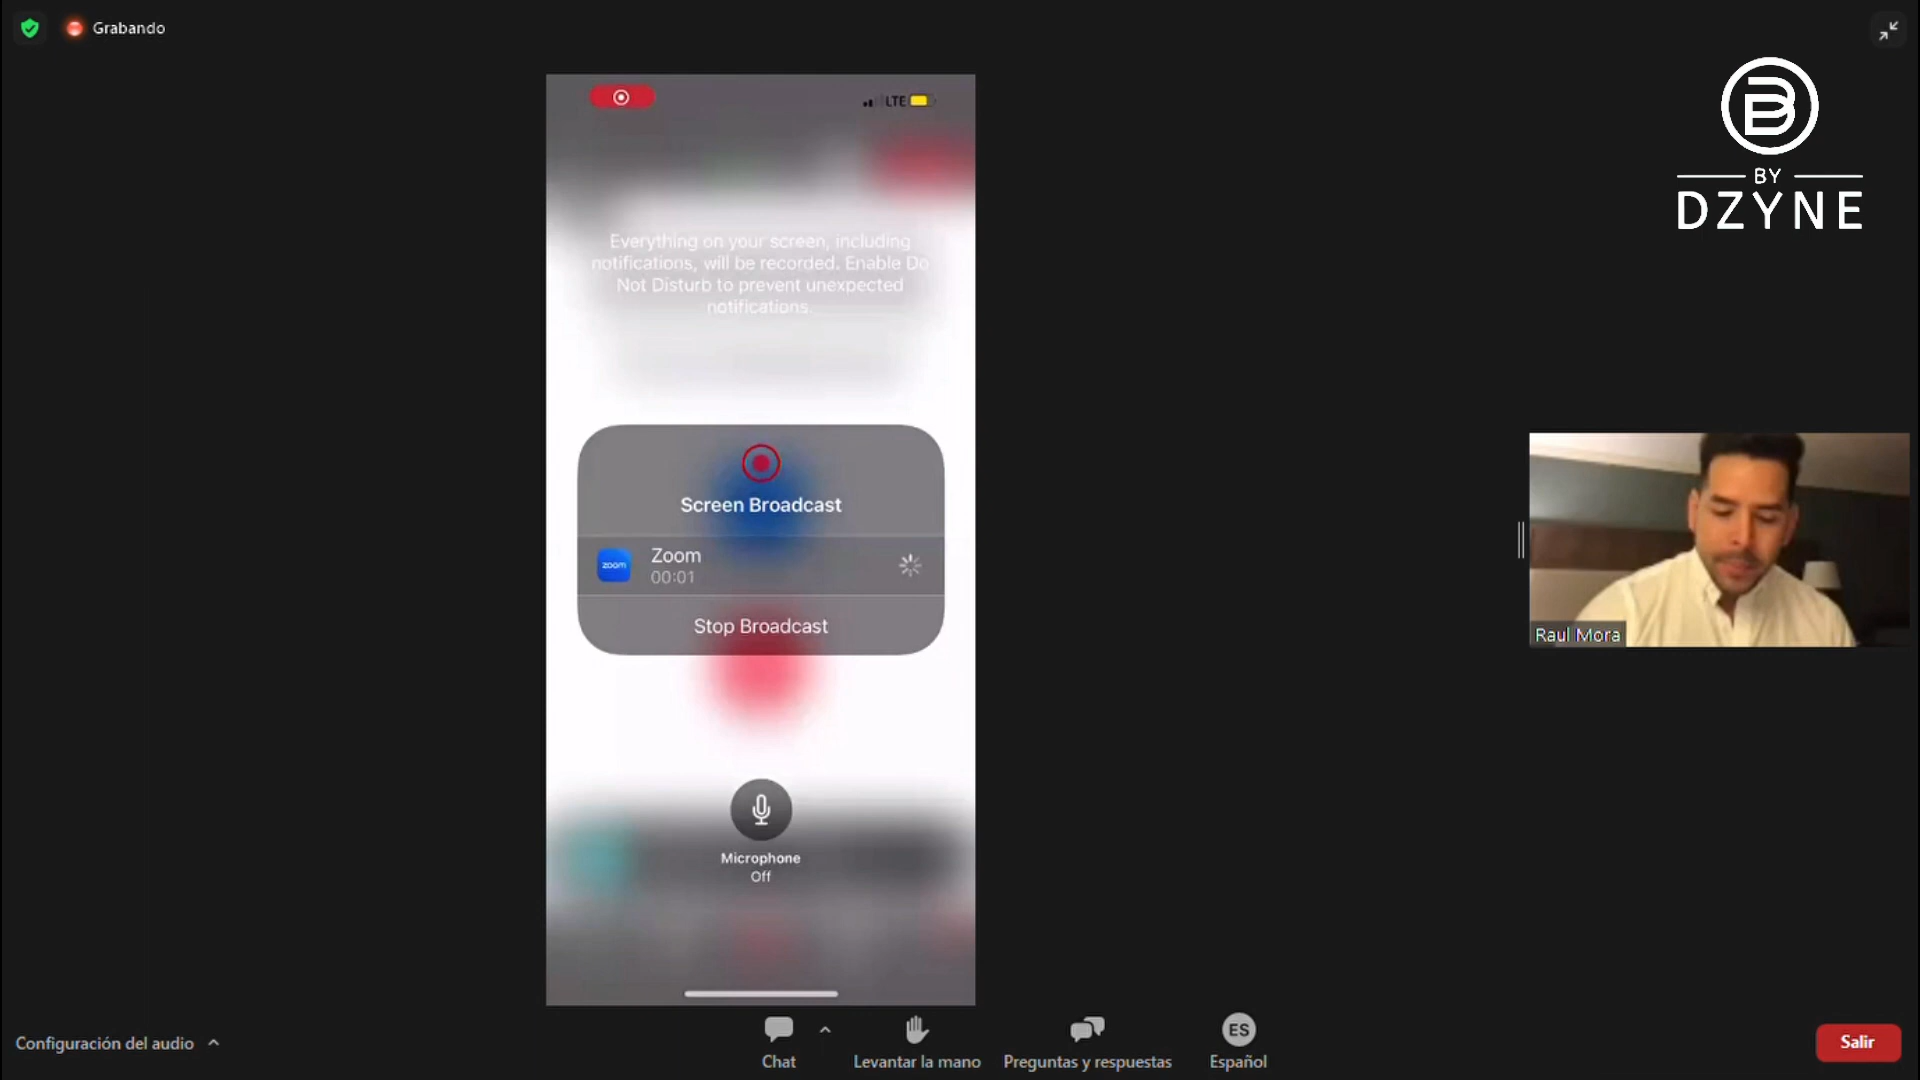 Grabando
LTE
B
BY
DZYNE
Everything on your screen, including
notifications, will be recorded. Enable Do
Not Disturb to prevent unexpected
notifications.
Screen Broadcast
zoom
Zoom
00:01
Stop Broadcast
Raul Mora
Microphone
Off
Configuración del audio
Chat
Levantar la mano
Preguntas y respuestas
ES
Español
Salir